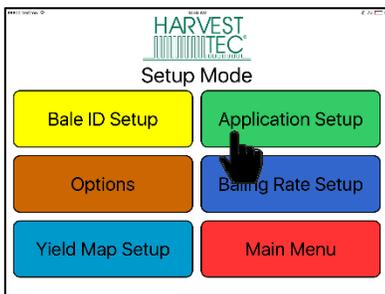 HARVEST
TEC
Setup Mode
Bale ID Setup
Application Setup
Options
Baling Rate Setup
Yield Map Setup
Main Menu